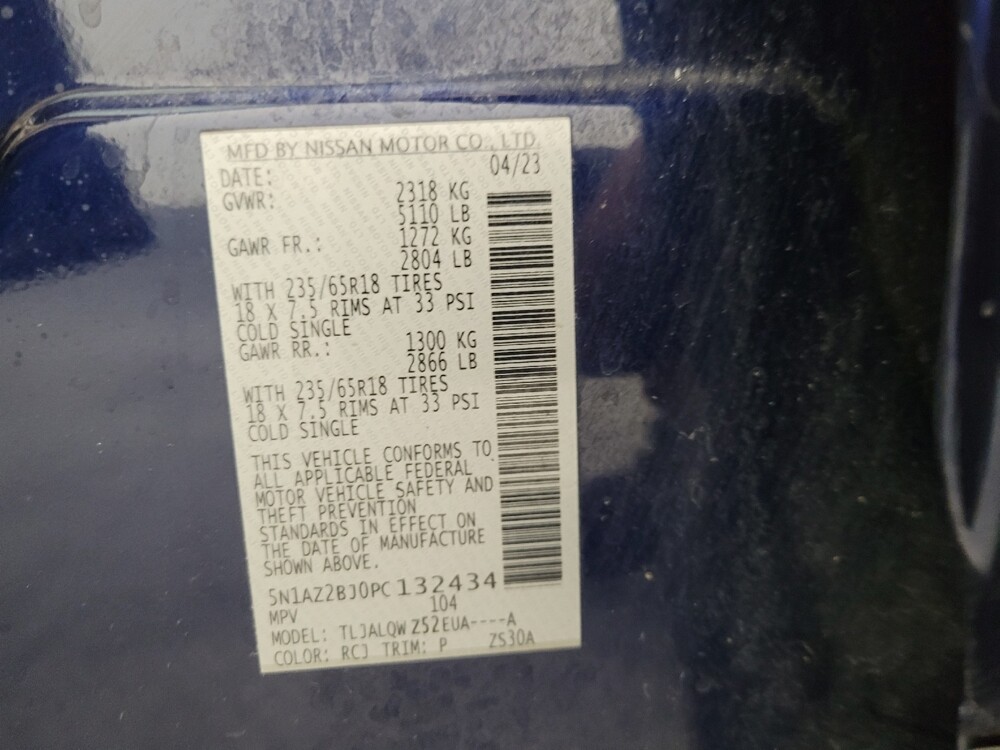 MFD BY NISSAN MOTOR CO., LTD.
DATE: 04/23
GVWR: 2318 KG
5110 LB
GAWR FR.: 1272 KG
2804 LB
WITH 235/65R18 TIRES
18 X 7.5 RIMS AT 33 PSI
COLD SINGLE
GAWR RR.: 1300 KG
2866 LB
WITH 235/65R18 TIRES
18 X 7.5 RIMS AT 33 PSI
COLD SINGLE
THIS VEHICLE CONFORMS TO
ALL APPLICABLE FEDERAL
MOTOR VEHICLE SAFETY AND
THEFT PREVENTION
STANDARDS IN EFFECT ON
THE DATE OF MANUFACTURE
SHOWN ABOVE.
5N1AZ2BJ0PC132434
MPV 104
MODEL: TLJALQWZ52EUA----A
COLOR: RCJ TRIM: P ZS30A